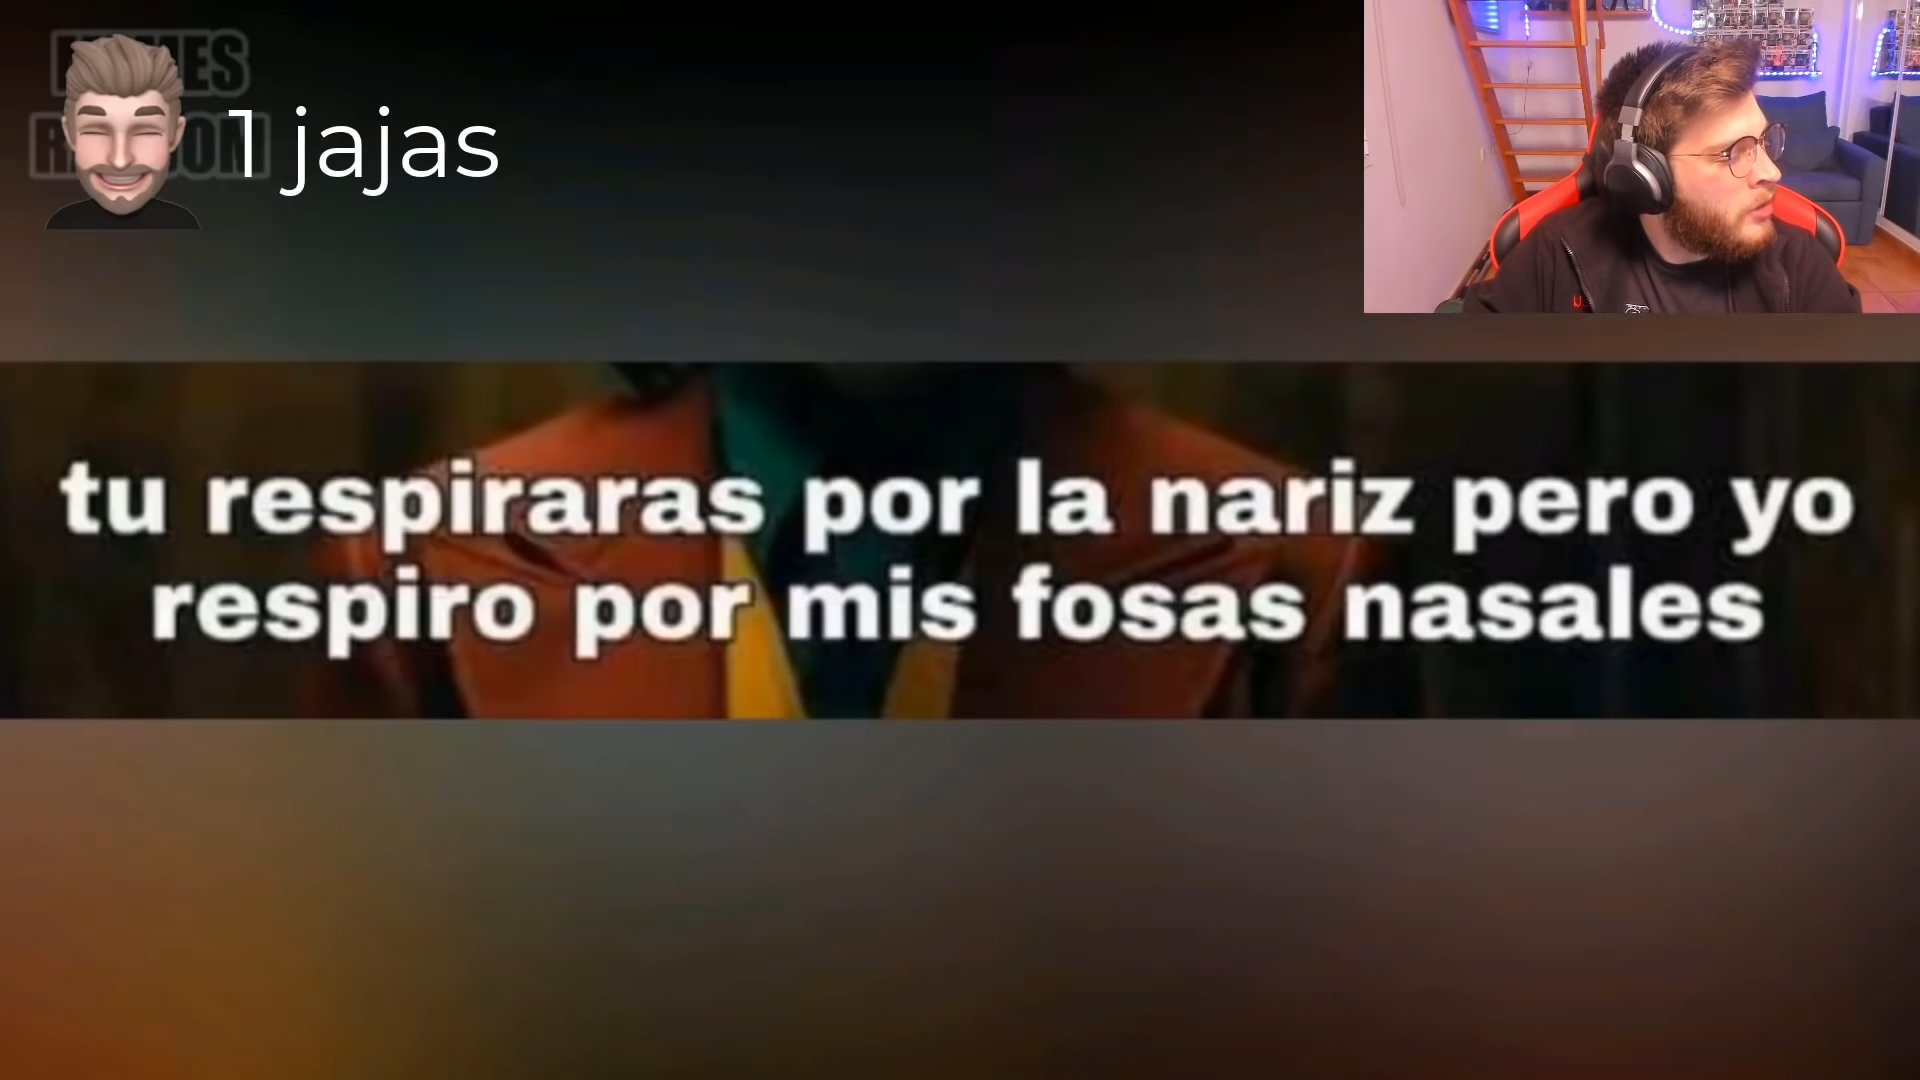 1 jajas
tu respiraras por la nariz pero yo
respiro por mis fosas nasales